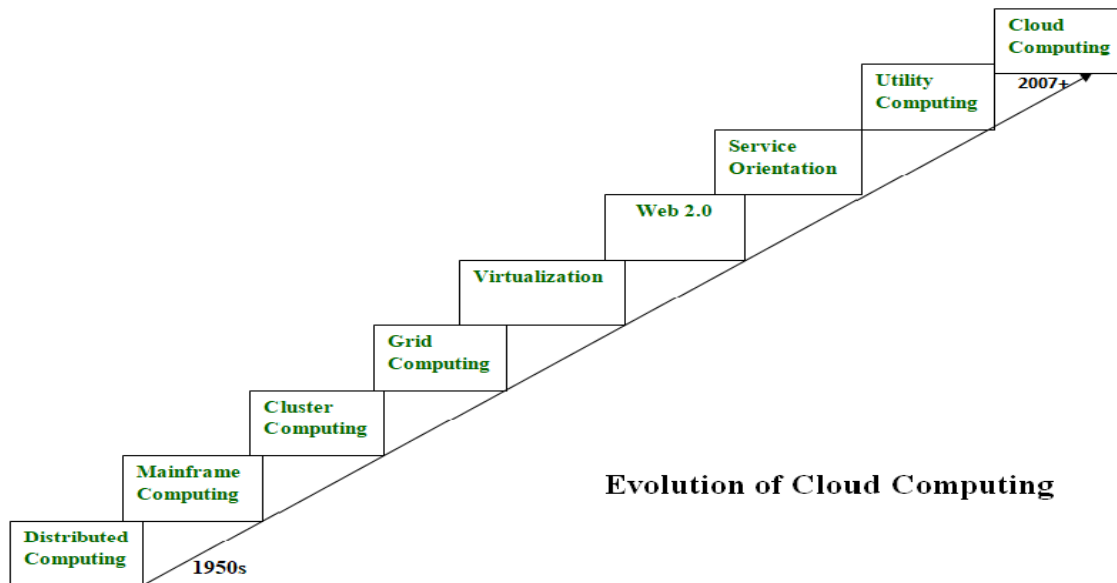 Cloud
Computing
2007+
Utility
Computing
Service
Orientation
Web 2.0
Virtualization
Grid
Computing
Cluster
Computing
Mainframe
Computing
Evolution of Cloud Computing
Distributed
Computing
1950s